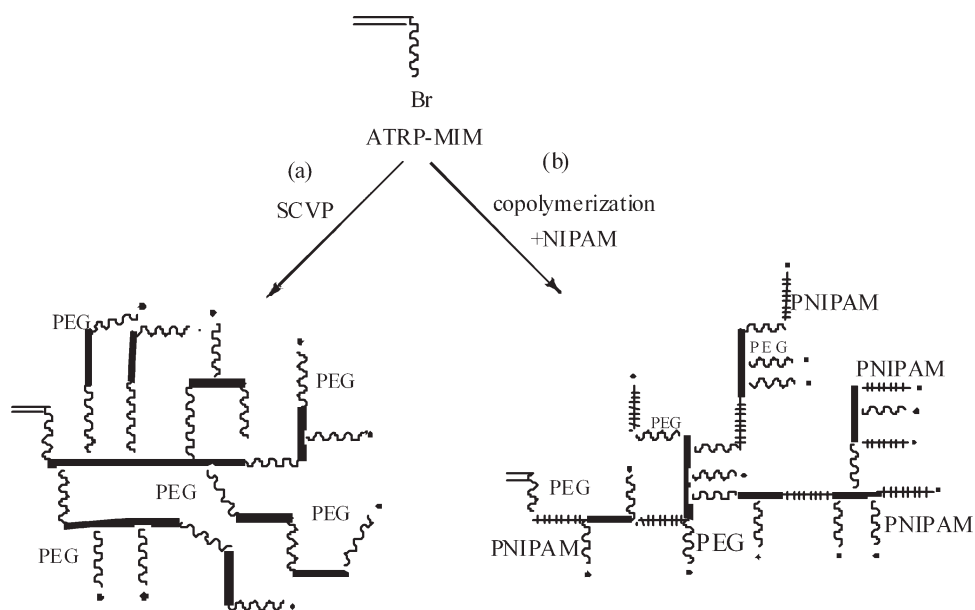 Br
ATRP-MIM
(a)
SCVP
(b)
copolymerization
+NIPAM
PEG
PEG
PEG
PEG
PEG
PNIPAM
PEG
PNIPAM
PEG
PEG
PNIPAM
PEG
PNIPAM